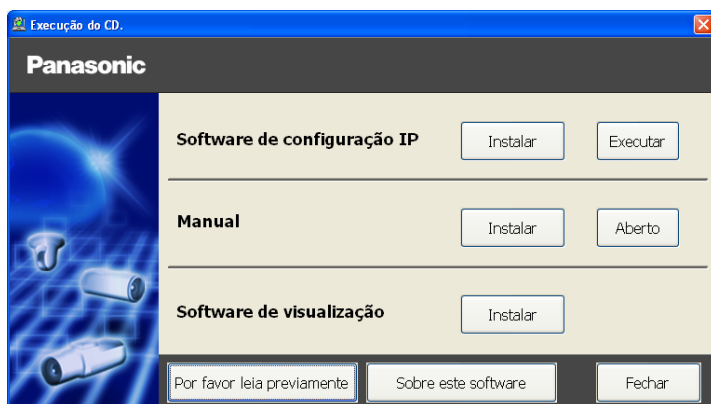 Execução do CD.
Panasonic
Software de configuração IP Instalar Executar
Manual Instalar Aberto
Software de visualização Instalar
Por favor leia previamente Sobre este software Fechar